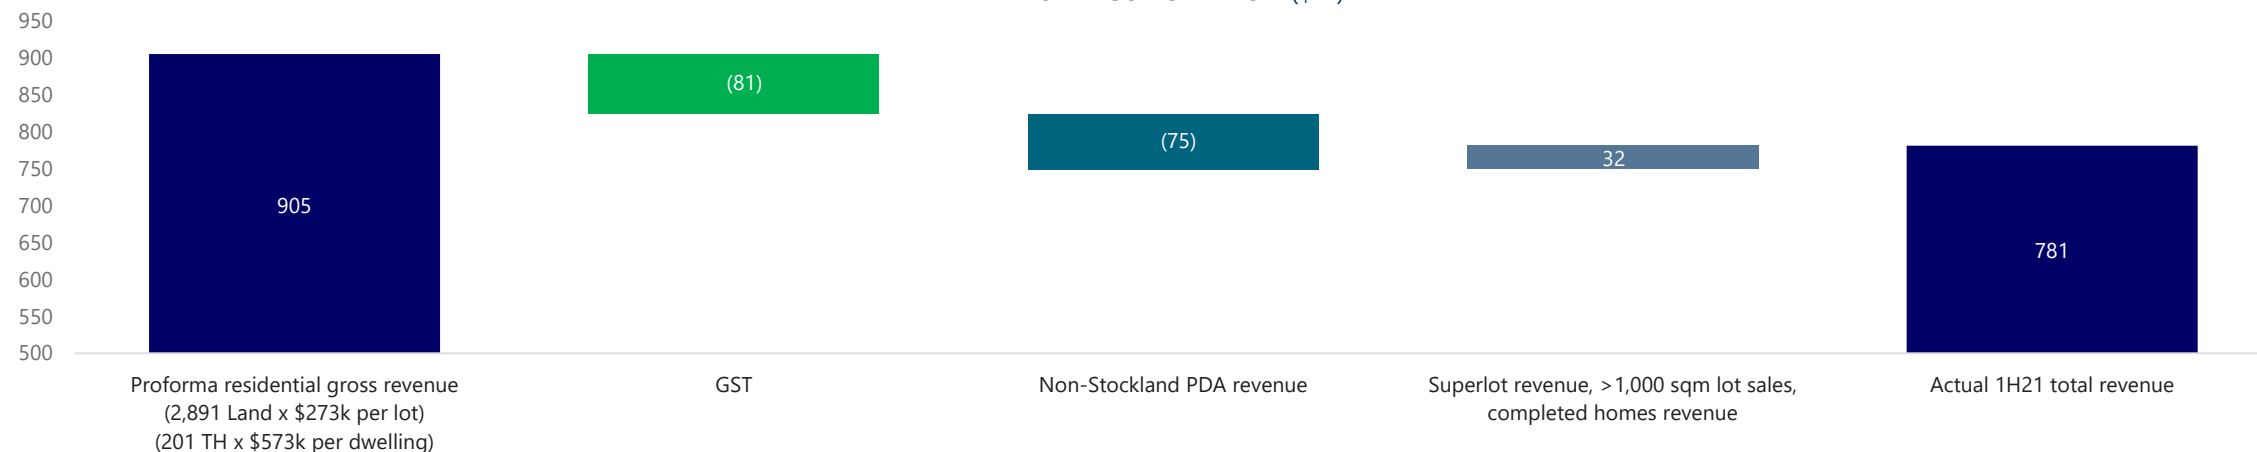 950
900
850
800
750
700
650
600
550
500
905
(81)
(75)
32
781
Proforma residential gross revenue
(2,891 Land x $273k per lot)
(201 TH x $573k per dwelling)
GST
Non-Stockland PDA revenue
Superlot revenue, >1,000 sqm lot sales,
completed homes revenue
Actual 1H21 total revenue